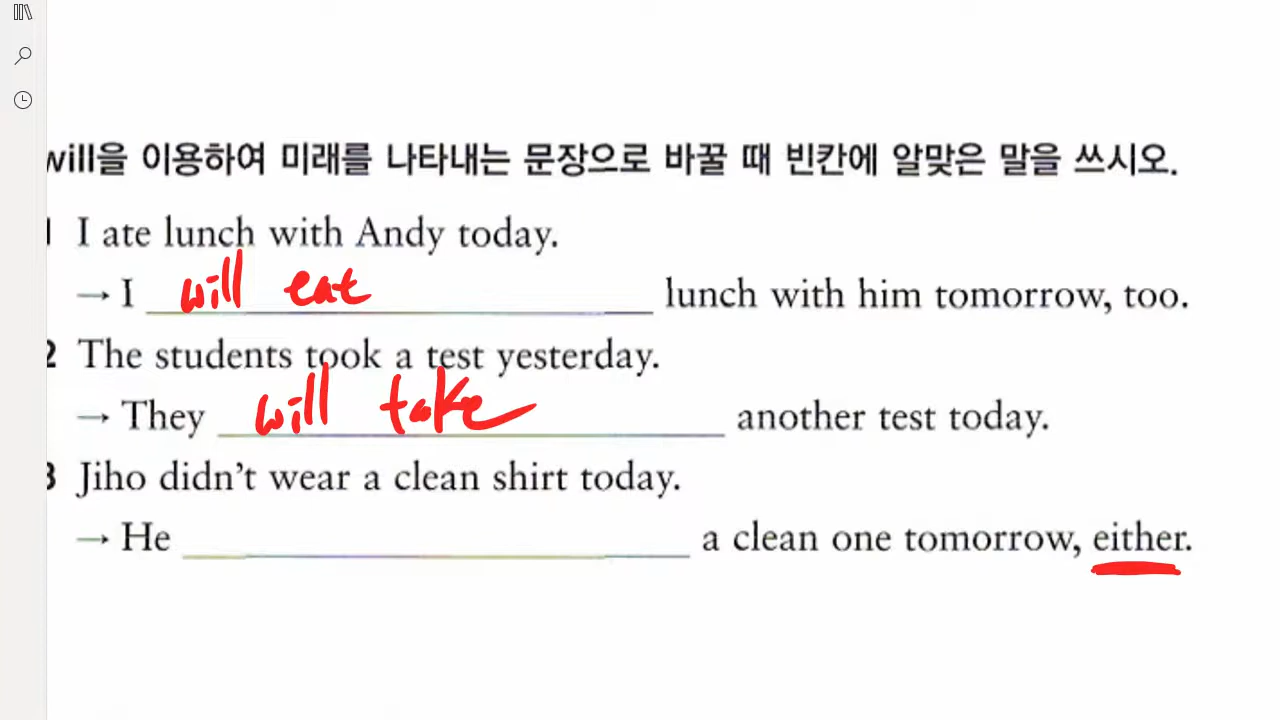 will을 이용하여 미래를 나타내는 문장으로 바꿀 때 빈칸에 알맞은 말을 쓰시오.
1 I ate lunch with Andy today.
→ I will eat lunch with him tomorrow, too.
2 The students took a test yesterday.
→ They will take another test today.
3 Jiho didn't wear a clean shirt today.
→ He a clean one tomorrow, either.